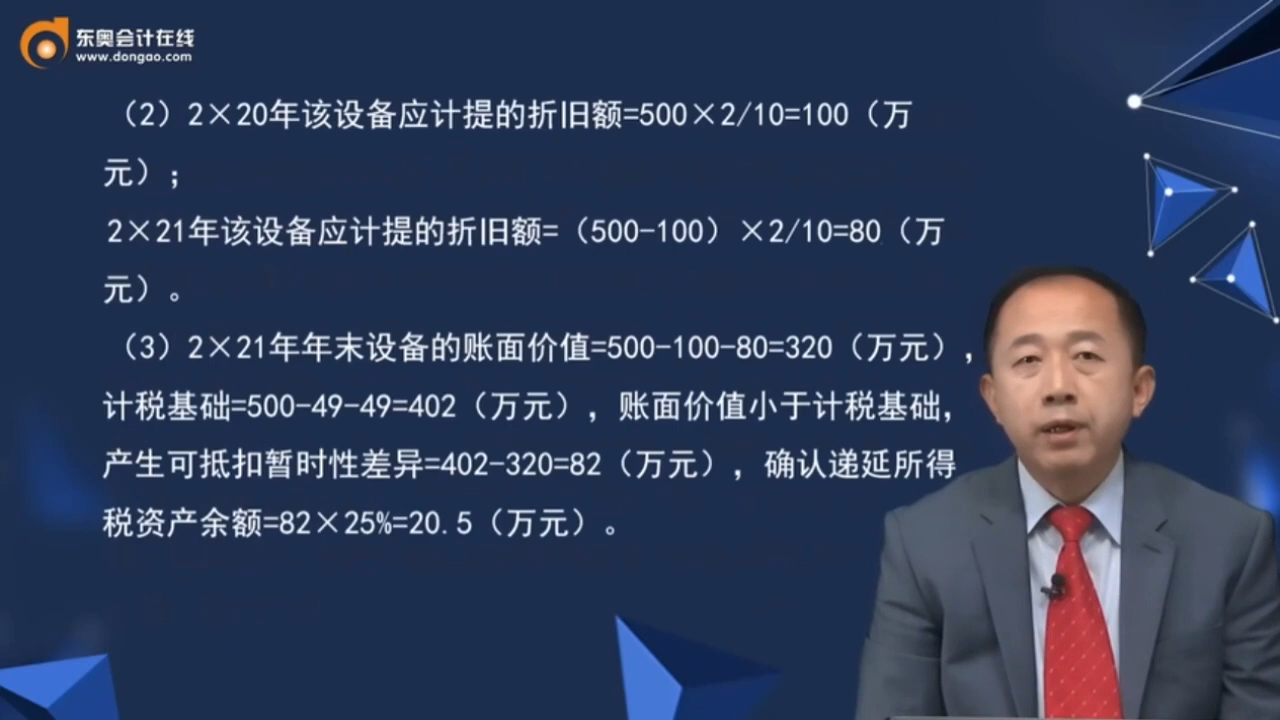 东奥会计在线
www.dongao.com
（2）2×20年该设备应计提的折旧额=500×2/10=100（万
元）；
2×21年该设备应计提的折旧额=（500-100）×2/10=80（万
元）。
（3）2×21年年末设备的账面价值=500-100-80=320（万元），
计税基础=500-49-49=402（万元），账面价值小于计税基础，
产生可抵扣暂时性差异=402-320=82（万元），确认递延所得
税资产余额=82×25%=20.5（万元）。